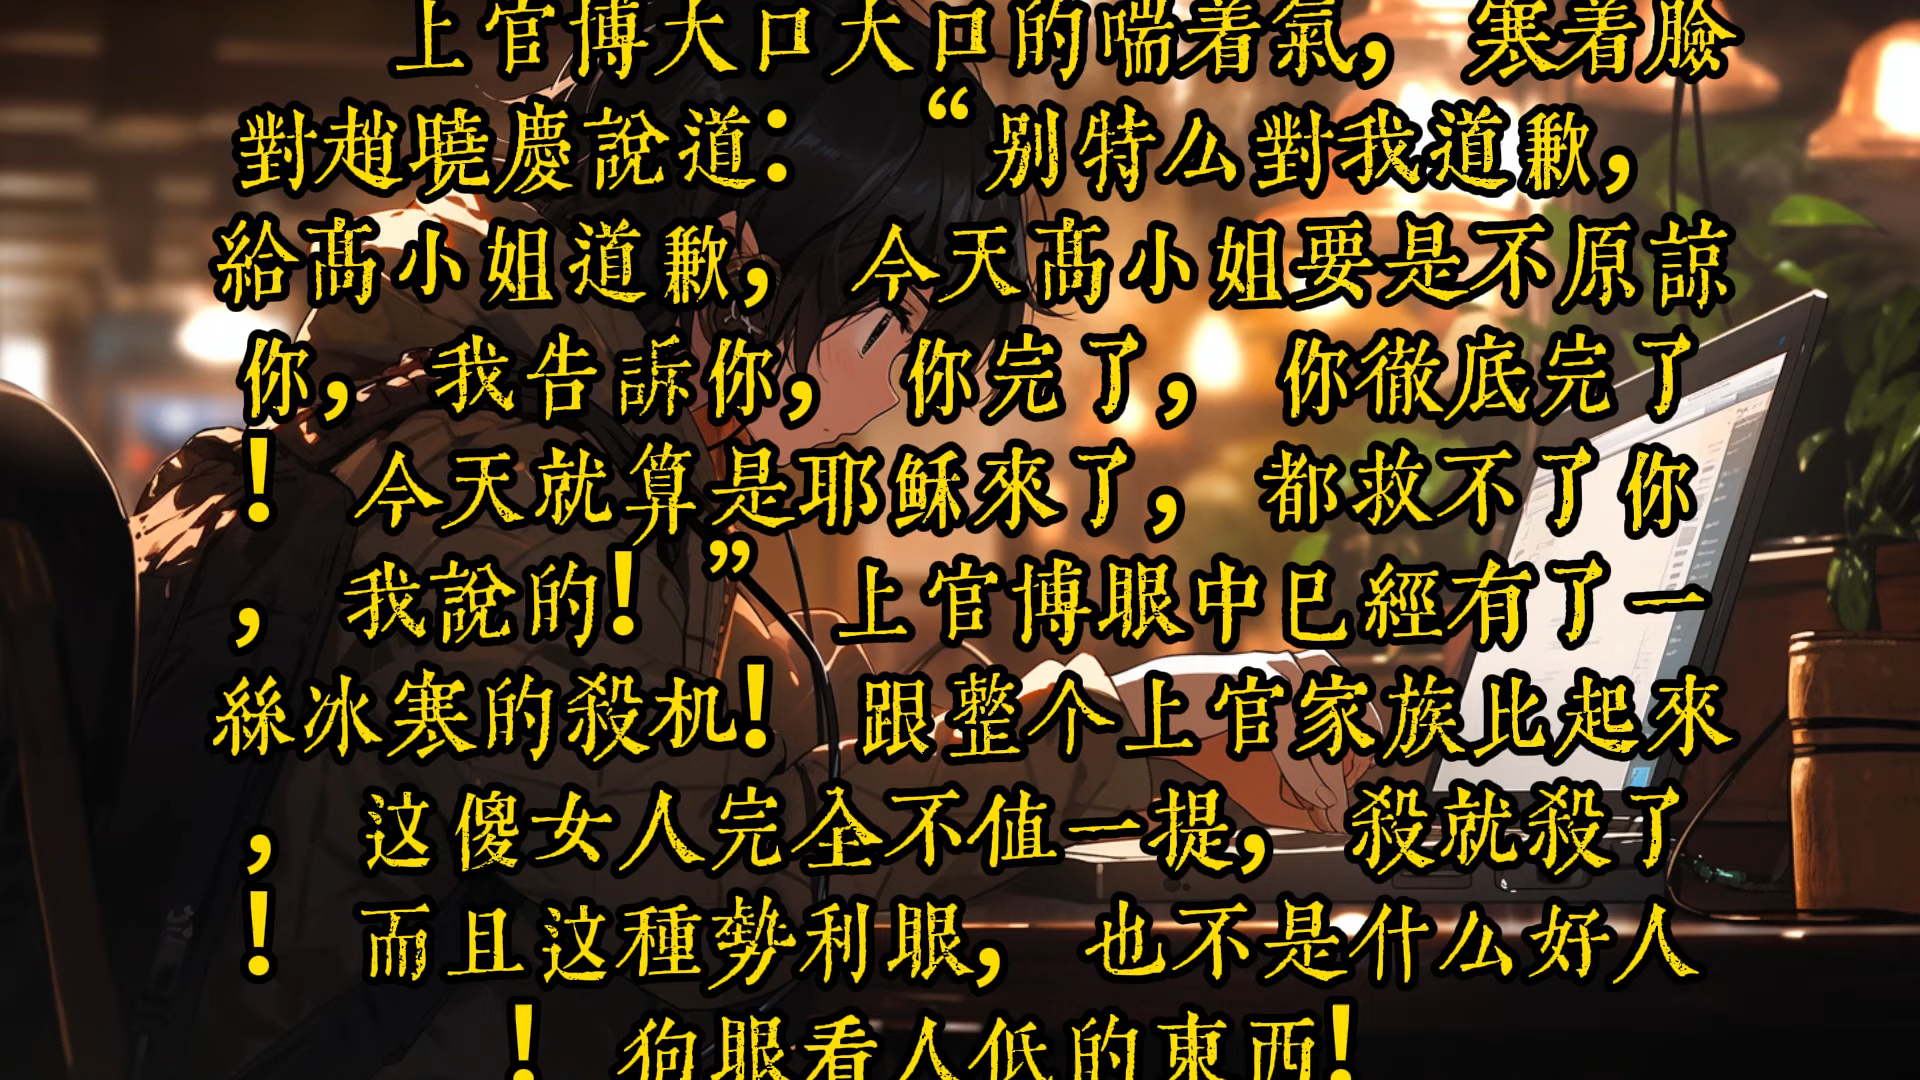 上官博大口大口的喘着氣，寒着臉
對趙曉慶說道：“别特么對我道歉，
給高小姐道歉，今天高小姐要是不原諒
你，我告訴你，你完了，你徹底完了
！今天就算是耶稣來了，都救不了你
，我說的！”上官博眼中已經有了一
絲冰寒的殺机！跟整个上官家族比起來
，这傻女人完全不值一提，殺就殺了
！而且这種勢利眼，也不是什么好人
！狗眼看人低的東西！